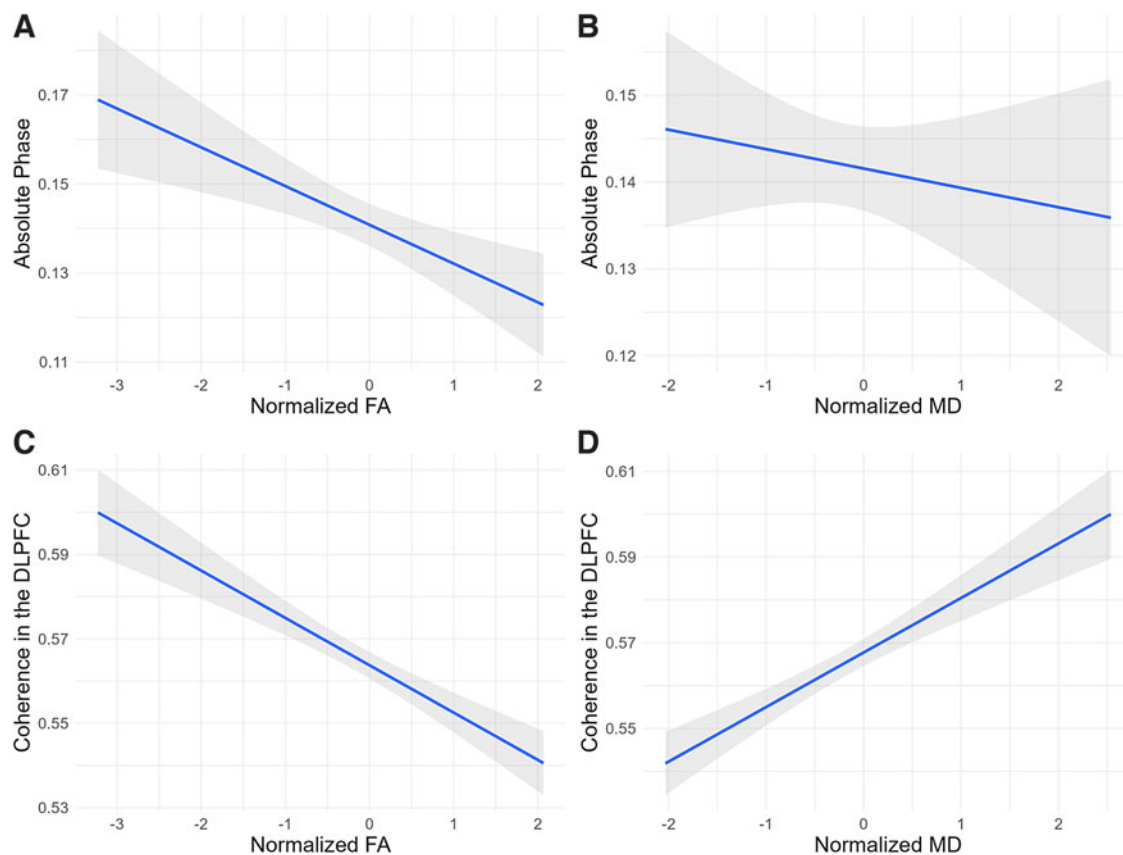 A
Absolute Phase
0.17
0.15
0.13
0.11
-3 -2 -1 0 1 2
Normalized FA
B
Absolute Phase
0.15
0.14
0.13
0.12
-2 -1 0 1 2
Normalized MD
C
Coherence in the DLPFC
0.61
0.59
0.57
0.55
0.53
-3 -2 -1 0 1 2
Normalized FA
D
Coherence in the DLPFC
0.61
0.59
0.57
0.55
-2 -1 0 1 2
Normalized MD